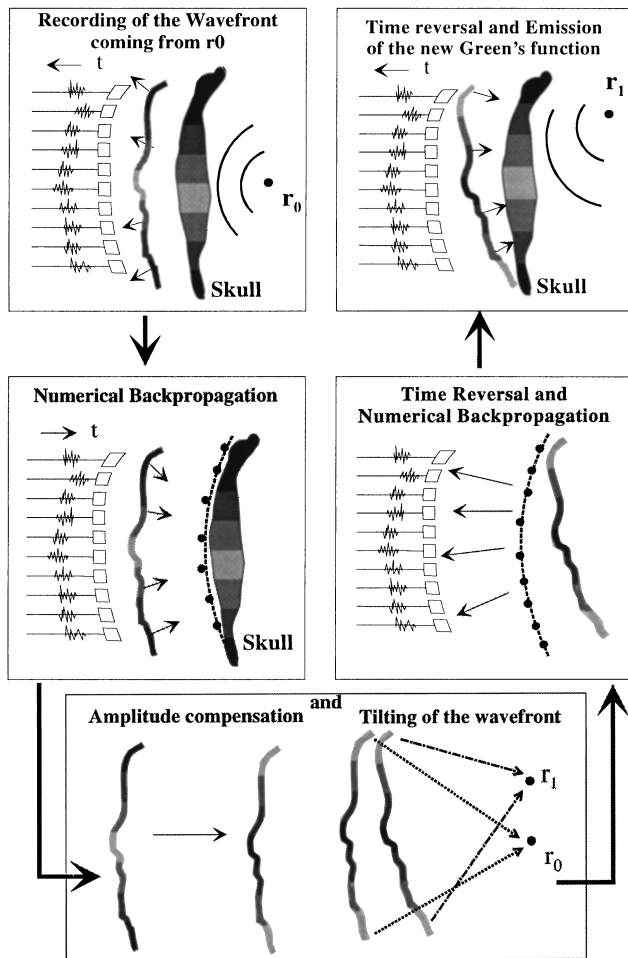 Recording of the Wavefront
coming from r0
t
r0
Skull
Time reversal and Emission
of the new Green's function
t
r1
Skull
Numerical Backpropagation
t
Skull
Time Reversal and
Numerical Backpropagation
and
Amplitude compensation
Tilting of the wavefront
r1
r0